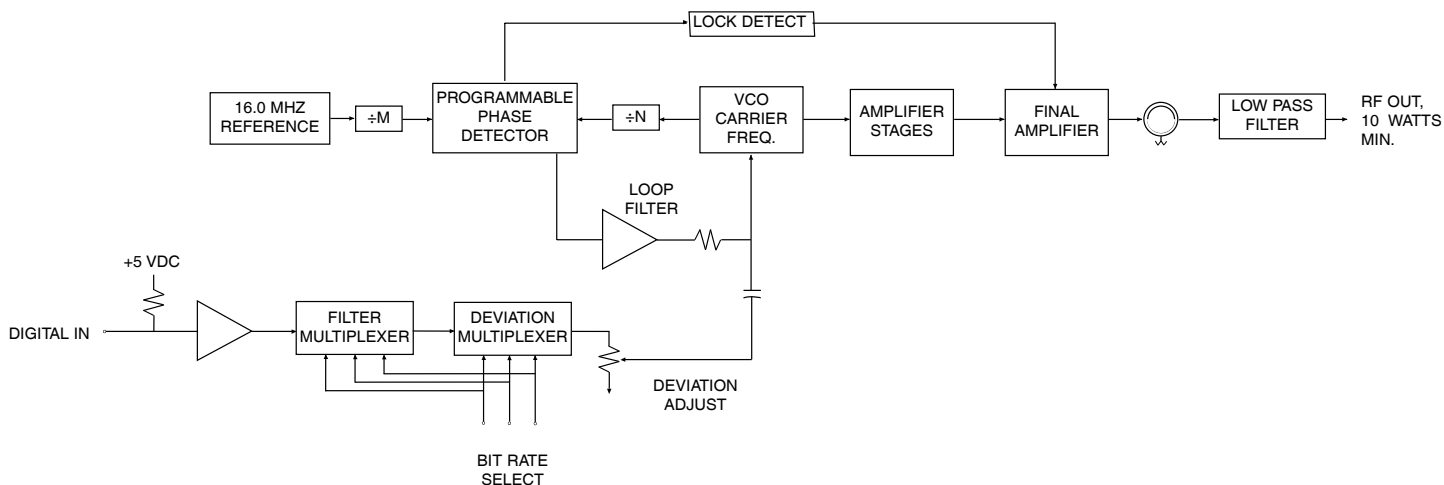 LOCK DETECT
16.0 MHZ
REFERENCE
÷M
PROGRAMMABLE
PHASE
DETECTOR
÷N
VCO
CARRIER
FREQ.
AMPLIFIER
STAGES
FINAL
AMPLIFIER
LOW PASS
FILTER
RF OUT,
10 WATTS
MIN.
LOOP
FILTER
+5 VDC
DIGITAL IN
FILTER
MULTIPLEXER
DEVIATION
MULTIPLEXER
DEVIATION
ADJUST
BIT RATE
SELECT